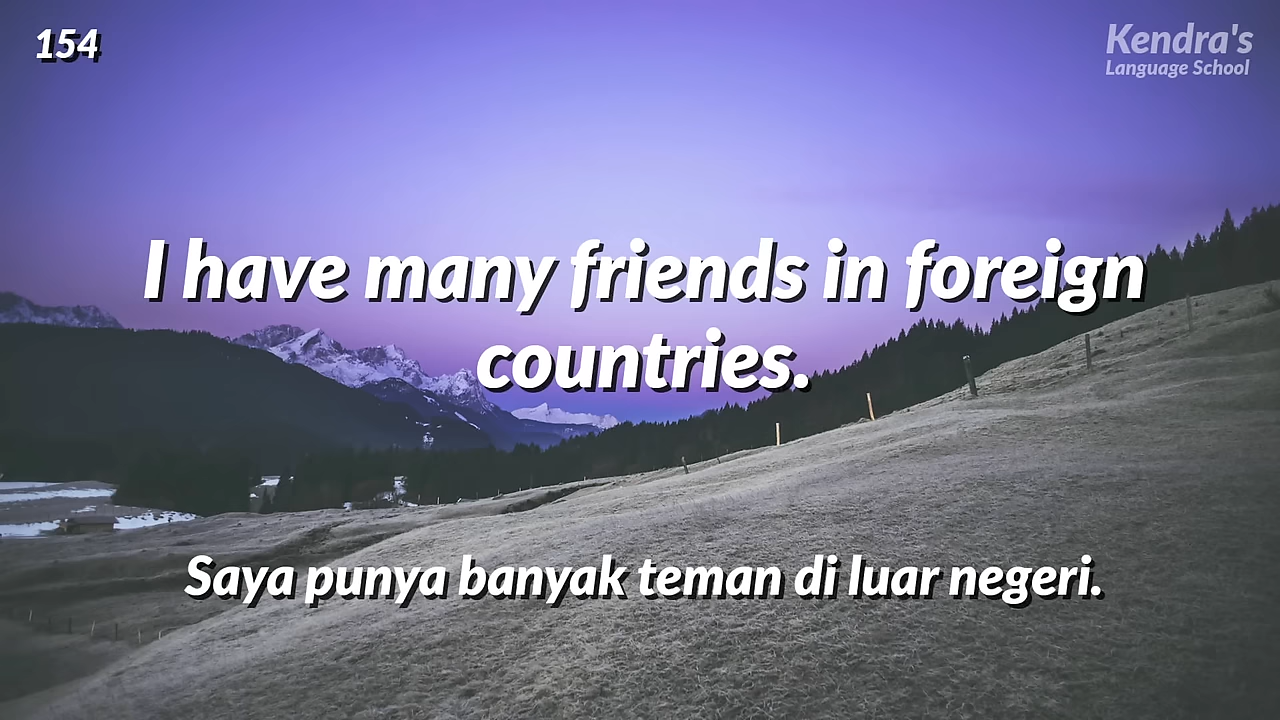 154
Kendra's
Language School
I have many friends in foreign
countries.
Saya punya banyak teman di luar negeri.